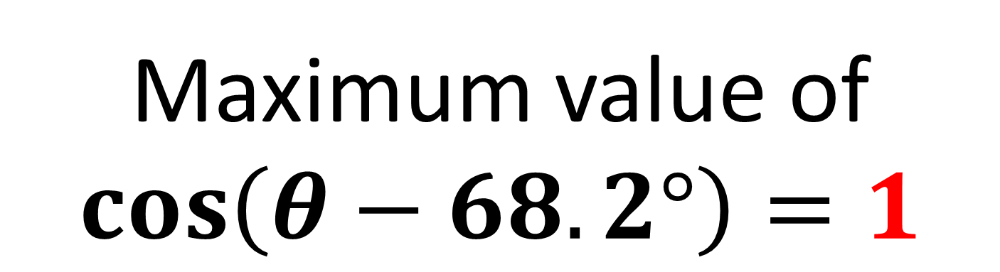 Maximum value of
cos(θ − 68.2°) = 1